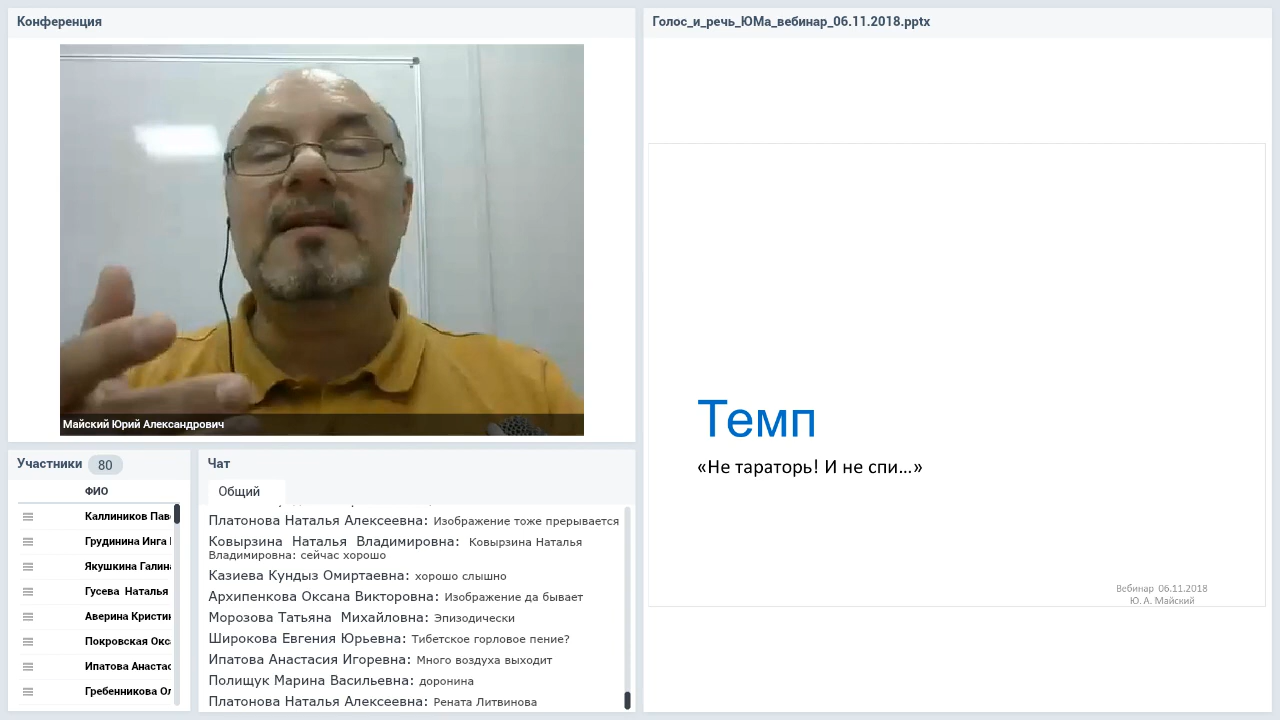 Конференция
Майский Юрий Александрович
Участники 80
ФИО
Каллиников
Грудинина Инга
Якушкина
Гусева Наталья
Аверина
Покровская
Ипатова
Гребенникова
Чат
Общий
Платонова Наталья Алексеевна: Изображение тоже прерывается
Ковырзина Наталья Владимировна: Ковырзина Наталья
Владимировна: сейчас хорошо
Казиева Кундыз Омиртаевна: хорошо слышно
Архипенкова Оксана Викторовна: Изображение да бывает
Морозова Татьяна Михайловна: Эпизодически
Широкова Евгения Юрьевна: Тибетское горловое пение?
Ипатова Анастасия Игоревна: Много воздуха выходит
Полищук Марина Васильевна: доронина
Платонова Наталья Алексеевна: Рената Литвинова
Голос_и_речь_ЮМа_вебинар_06.11.2018.pptx
Темп
«Не тараторь! И не спи...»
Вебинар 06.11.2018
Ю. А. Майский